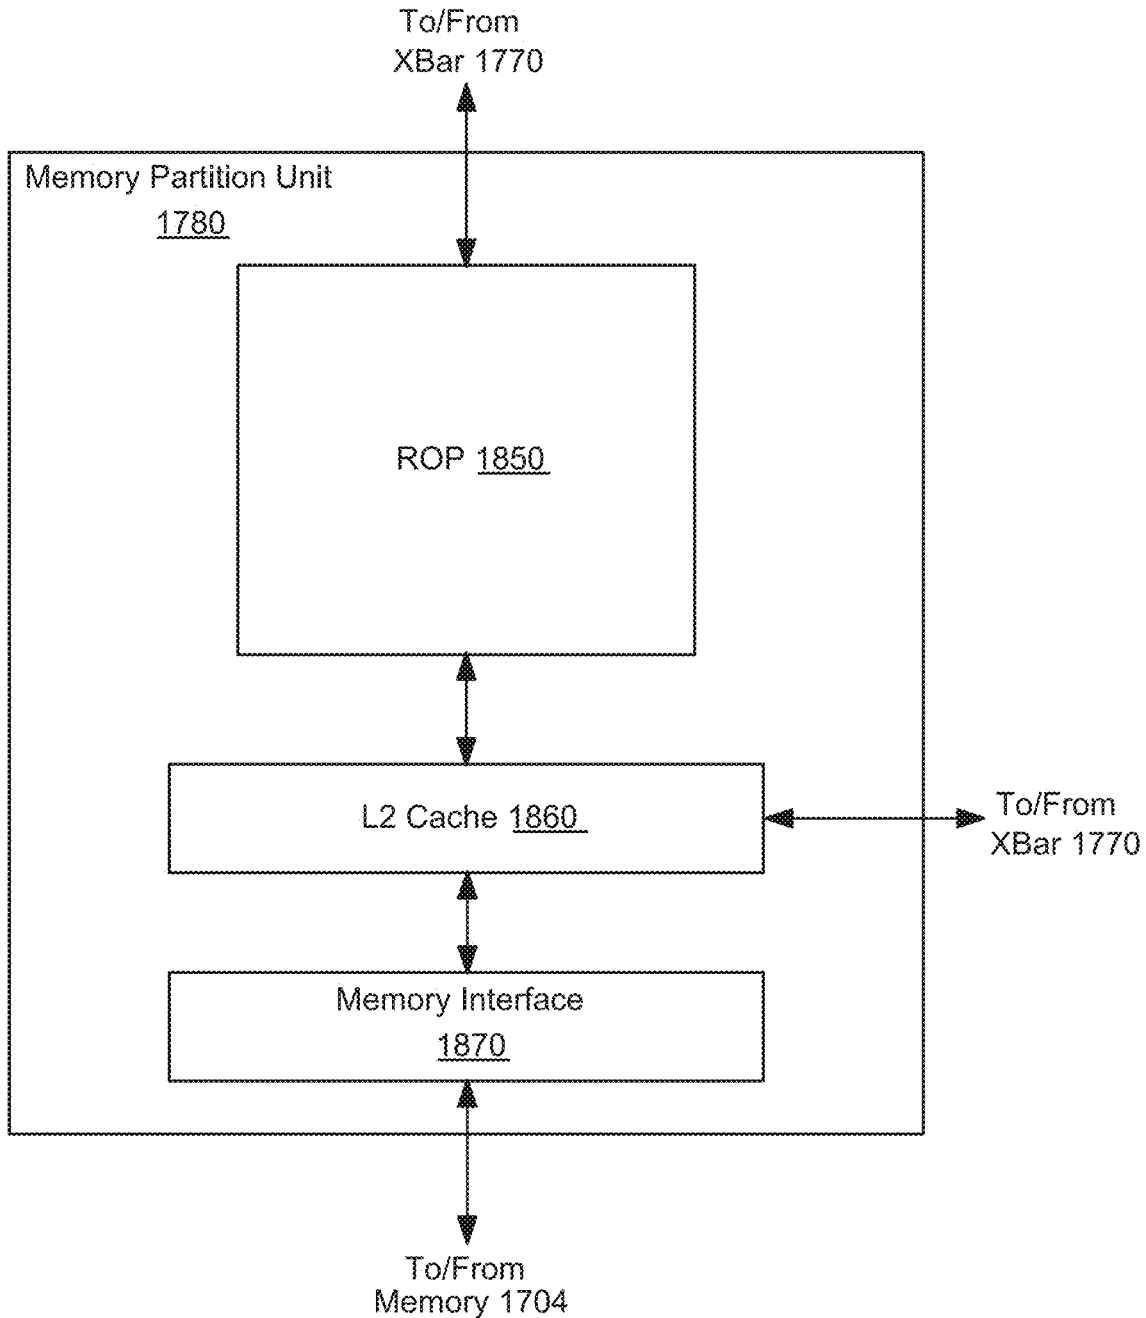 To/From
XBar 1770
Memory Partition Unit
1780
ROP 1850
L2 Cache 1860
To/From
XBar 1770
Memory Interface
1870
To/From
Memory 1704